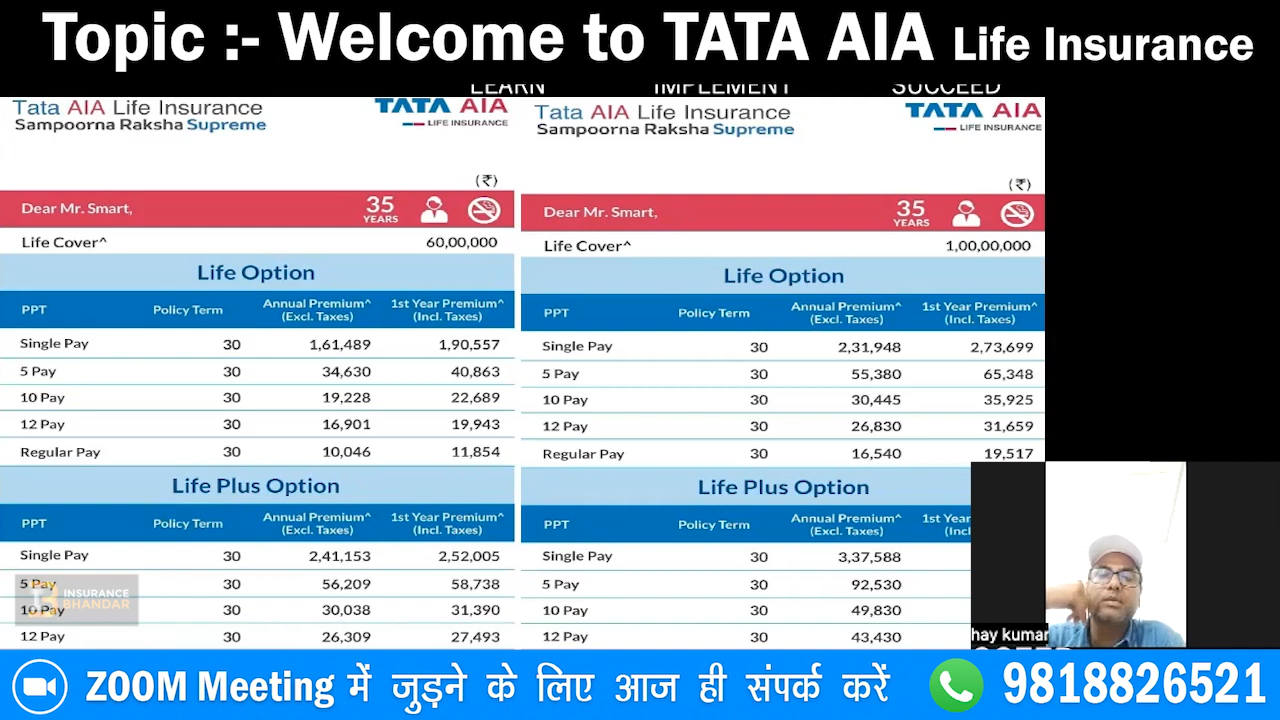 Topic :- Welcome to TATA AIA Life Insurance
LEARN IMPLEMENT SUCCEED
Tata AIA Life Insurance
Sampoorna Raksha Supreme
TATA AIA
LIFE INSURANCE
(₹)
Dear Mr. Smart,
35
YEARS
Life Cover^ 60,00,000
Life Option
PPT Policy Term Annual Premium^ (Excl. Taxes) 1st Year Premium^ (Incl. Taxes)
Single Pay 30 1,61,489 1,90,557
5 Pay 30 34,630 40,863
10 Pay 30 19,228 22,689
12 Pay 30 16,901 19,943
Regular Pay 30 10,046 11,854
Life Plus Option
PPT Policy Term Annual Premium^ (Excl. Taxes) 1st Year Premium^ (Incl. Taxes)
Single Pay 30 2,41,153 2,52,005
5 Pay 30 56,209 58,738
10 Pay 30 30,038 31,390
12 Pay 30 26,309 27,493
INSURANCE
BHANDAR
Tata AIA Life Insurance
Sampoorna Raksha Supreme
TATA AIA
LIFE INSURANCE
(₹)
Dear Mr. Smart,
35
YEARS
Life Cover^ 1,00,00,000
Life Option
PPT Policy Term Annual Premium^ (Excl. Taxes) 1st Year Premium^ (Incl. Taxes)
Single Pay 30 2,31,948 2,73,699
5 Pay 30 55,380 65,348
10 Pay 30 30,445 35,925
12 Pay 30 26,830 31,659
Regular Pay 30 16,540 19,517
Life Plus Option
PPT Policy Term Annual Premium^ (Excl. Taxes) 1st Year
Single Pay 30 3,37,588
5 Pay 30 92,530
10 Pay 30 49,830
12 Pay 30 43,430
hay kumar
ZOOM Meeting में जुड़ने के लिए आज ही संपर्क करें 9818826521